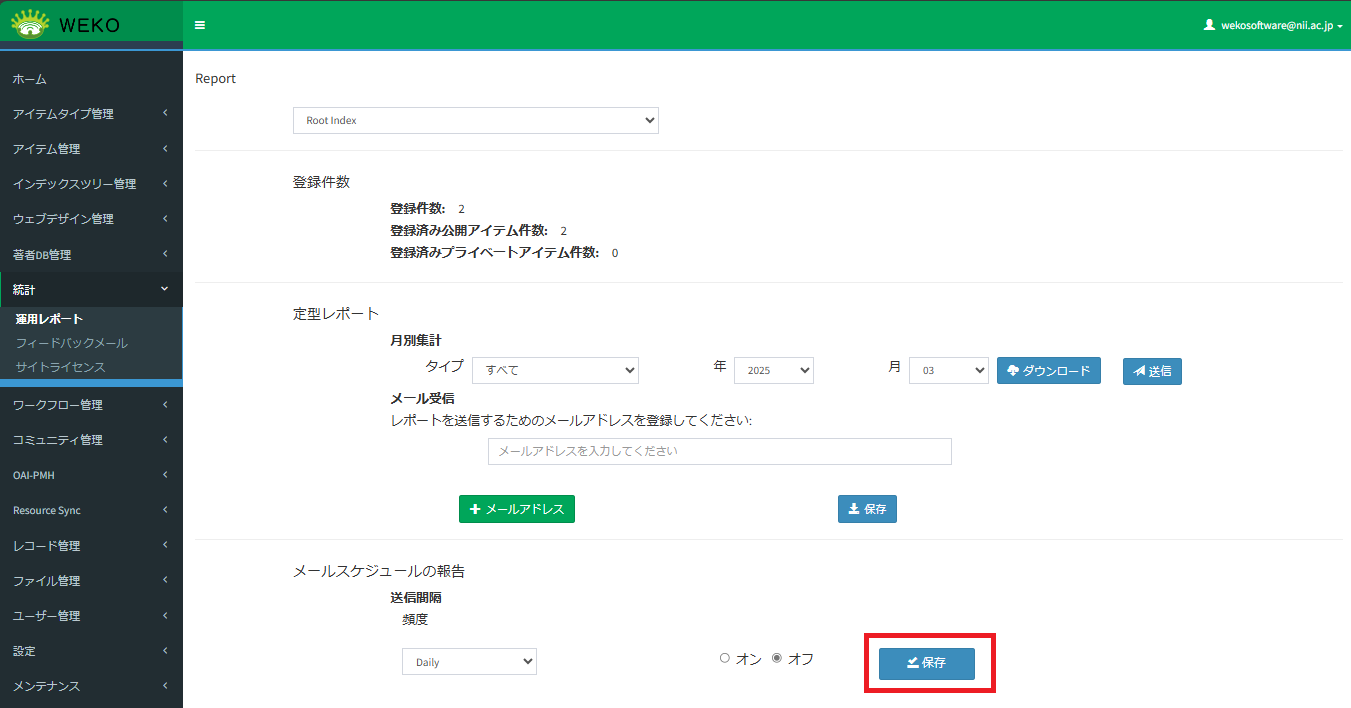 WEKO
wekosoftware@nii.ac.jp
ホーム
アイテムタイプ管理
アイテム管理
インデックスツリー管理
ウェブデザイン管理
著者DB管理
統計
運用レポート
フィードバックメール
サイトライセンス
ワークフロー管理
コミュニティ管理
OAI-PMH
Resource Sync
レコード管理
ファイル管理
ユーザー管理
設定
メンテナンス
Report
Root Index
登録件数
登録件数: 2
登録済み公開アイテム件数: 2
登録済みプライベートアイテム件数: 0
定型レポート
月別集計
タイプ すべて 年 2025 月 03 ダウンロード 送信
メール受信
レポートを送信するためのメールアドレスを登録してください:
メールアドレスを入力してください
メールアドレス 保存
メールスケジュールの報告
送信間隔
頻度
Daily オン オフ 保存